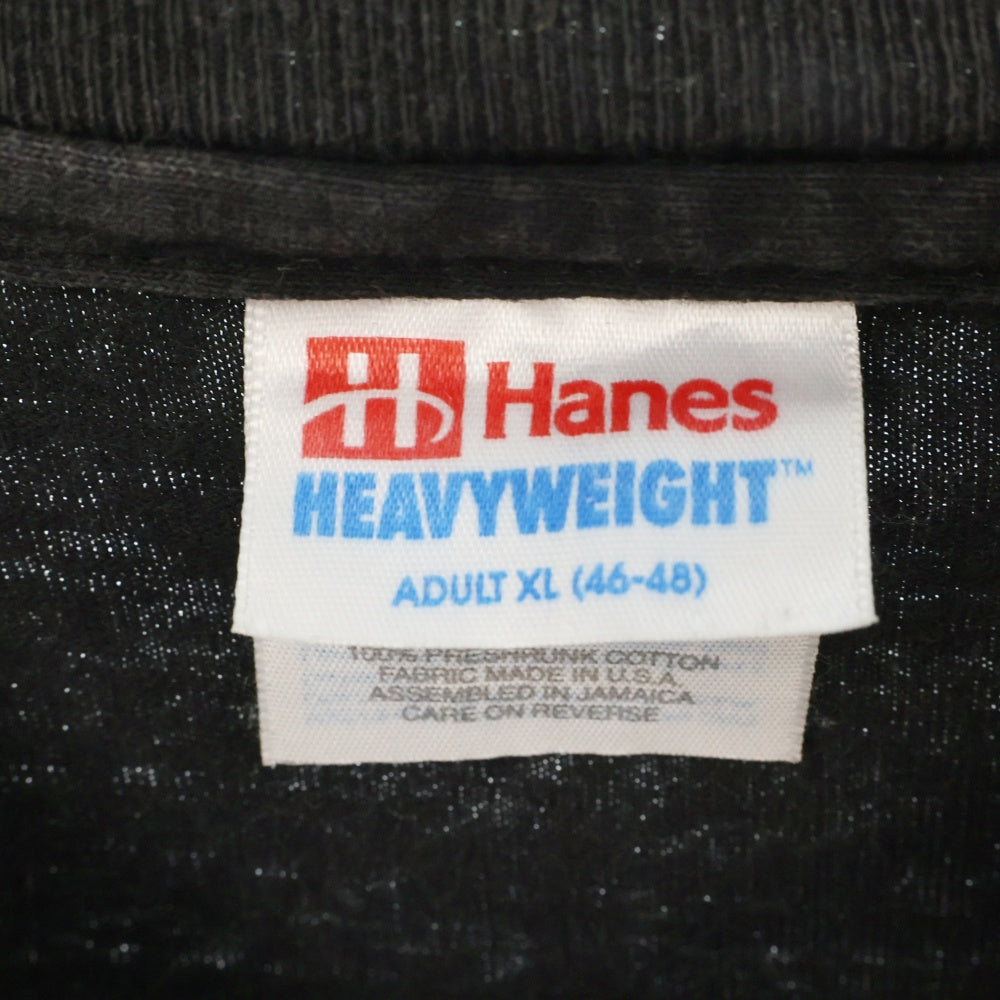 H Hanes
HEAVYWEIGHT™
ADULT XL (46-48)
100% PRESHRUNK COTTON
FABRIC MADE IN U.S.A.
ASSEMBLED IN JAMAICA
CARE ON REVERSE